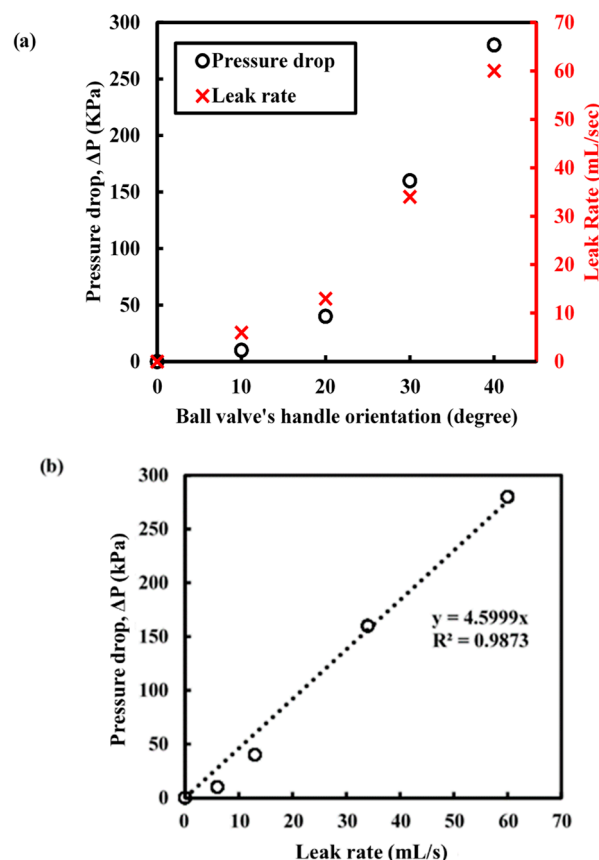 (a)
300
250
200
150
100
50
0
Pressure drop, ΔP (KPa)
Pressure drop
Leak rate
70
60
50
40
30
20
10
0
Leak Rate (mL/sec)
0 10 20 30 40
Ball valve's handle orientation (degree)
(b)
300
250
200
150
100
50
0
Pressure drop, ΔP (kPa)
y = 4.5999x
R² = 0.9873
0 10 20 30 40 50 60 70
Leak rate (mL/s)